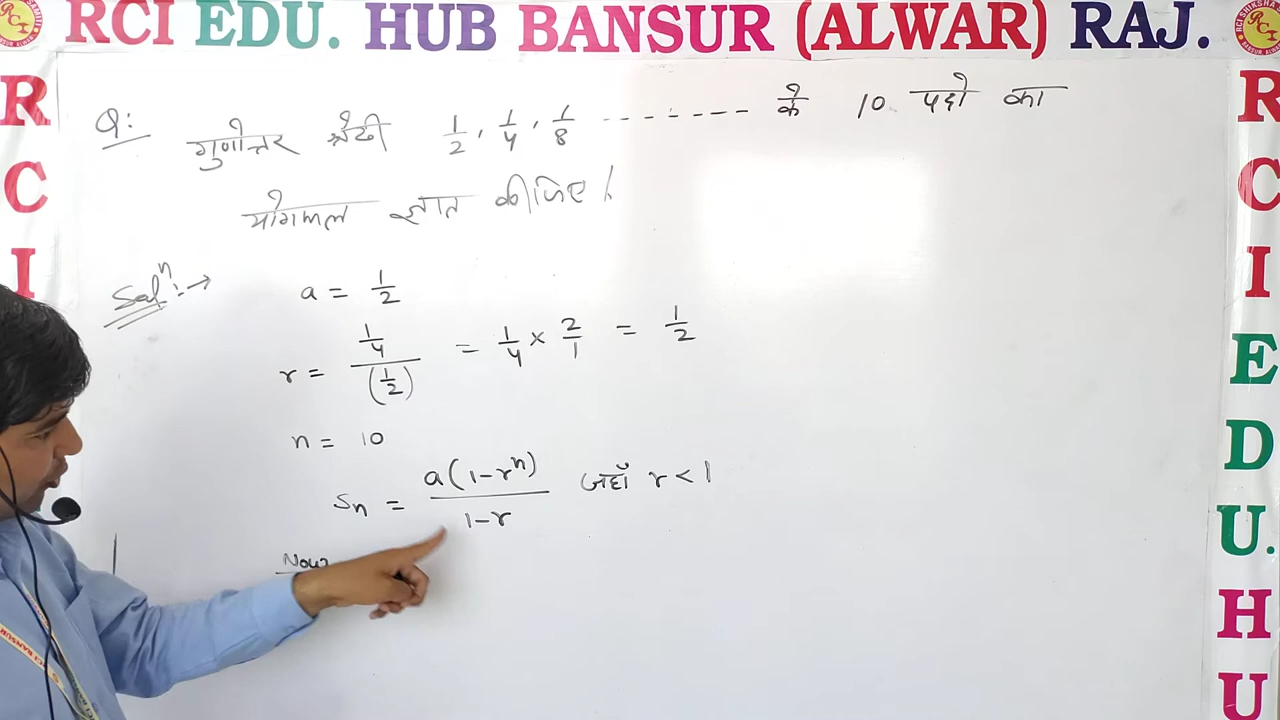 RCI EDU. HUB BANSUR (ALWAR) RAJ.
R
C
I
R
C
I
E
D
U.
H
U
Q: गुणोत्तर श्रेढी 1/2, 1/4, 1/8 ------- के 10 पदों का
योगफल ज्ञात कीजिए।
Solⁿ:→ a = 1/2
r = (1/4)/(1/2) = 1/4 × 2/1 = 1/2
n = 10
Sn = a(1-rⁿ)/(1-r) जहाँ r < 1
Now